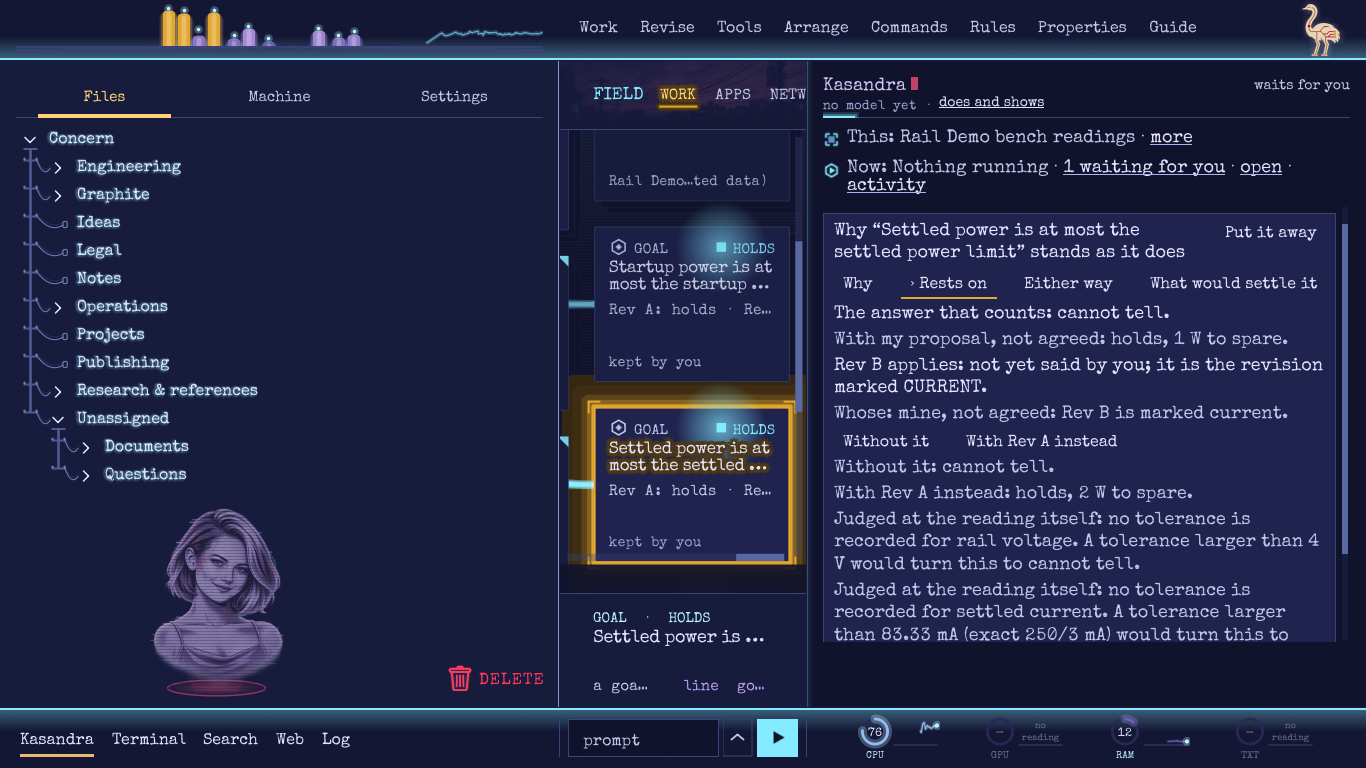 Work Revise Tools Arrange Commands Rules Properties Guide
Files Machine Settings
Concern
Engineering
Graphite
Ideas
Legal
Notes
Operations
Projects
Publishing
Research & references
Unassigned
Documents
Questions
DELETE
FIELD WORK APPS NETW
Rail Demo…ted data)
GOAL HOLDS
Startup power is at
most the startup …
Rev A: holds · Re…
kept by you
GOAL HOLDS
Settled power is at
most the settled …
Rev A: holds · Re…
kept by you
GOAL · HOLDS
Settled power is …
a goa… line go…
Kasandra
waits for you
no model yet · does and shows
This: Rail Demo bench readings · more
Now: Nothing running · 1 waiting for you · open ·
activity
Why “Settled power is at most the
settled power limit” stands as it does
Put it away
Why › Rests on Either way What would settle it
The answer that counts: cannot tell.
With my proposal, not agreed: holds, 1 W to spare.
Rev B applies: not yet said by you; it is the revision
marked CURRENT.
Whose: mine, not agreed: Rev B is marked current.
Without it With Rev A instead
Without it: cannot tell.
With Rev A instead: holds, 2 W to spare.
Judged at the reading itself: no tolerance is
recorded for rail voltage. A tolerance larger than 4
V would turn this to cannot tell.
Judged at the reading itself: no tolerance is
recorded for settled current. A tolerance larger
than 83.33 mA (exact 250/3 mA) would turn this to
Kasandra Terminal Search Web Log
prompt
76
CPU
–
GPU
no
reading
12
RAM
–
TXT
no
reading